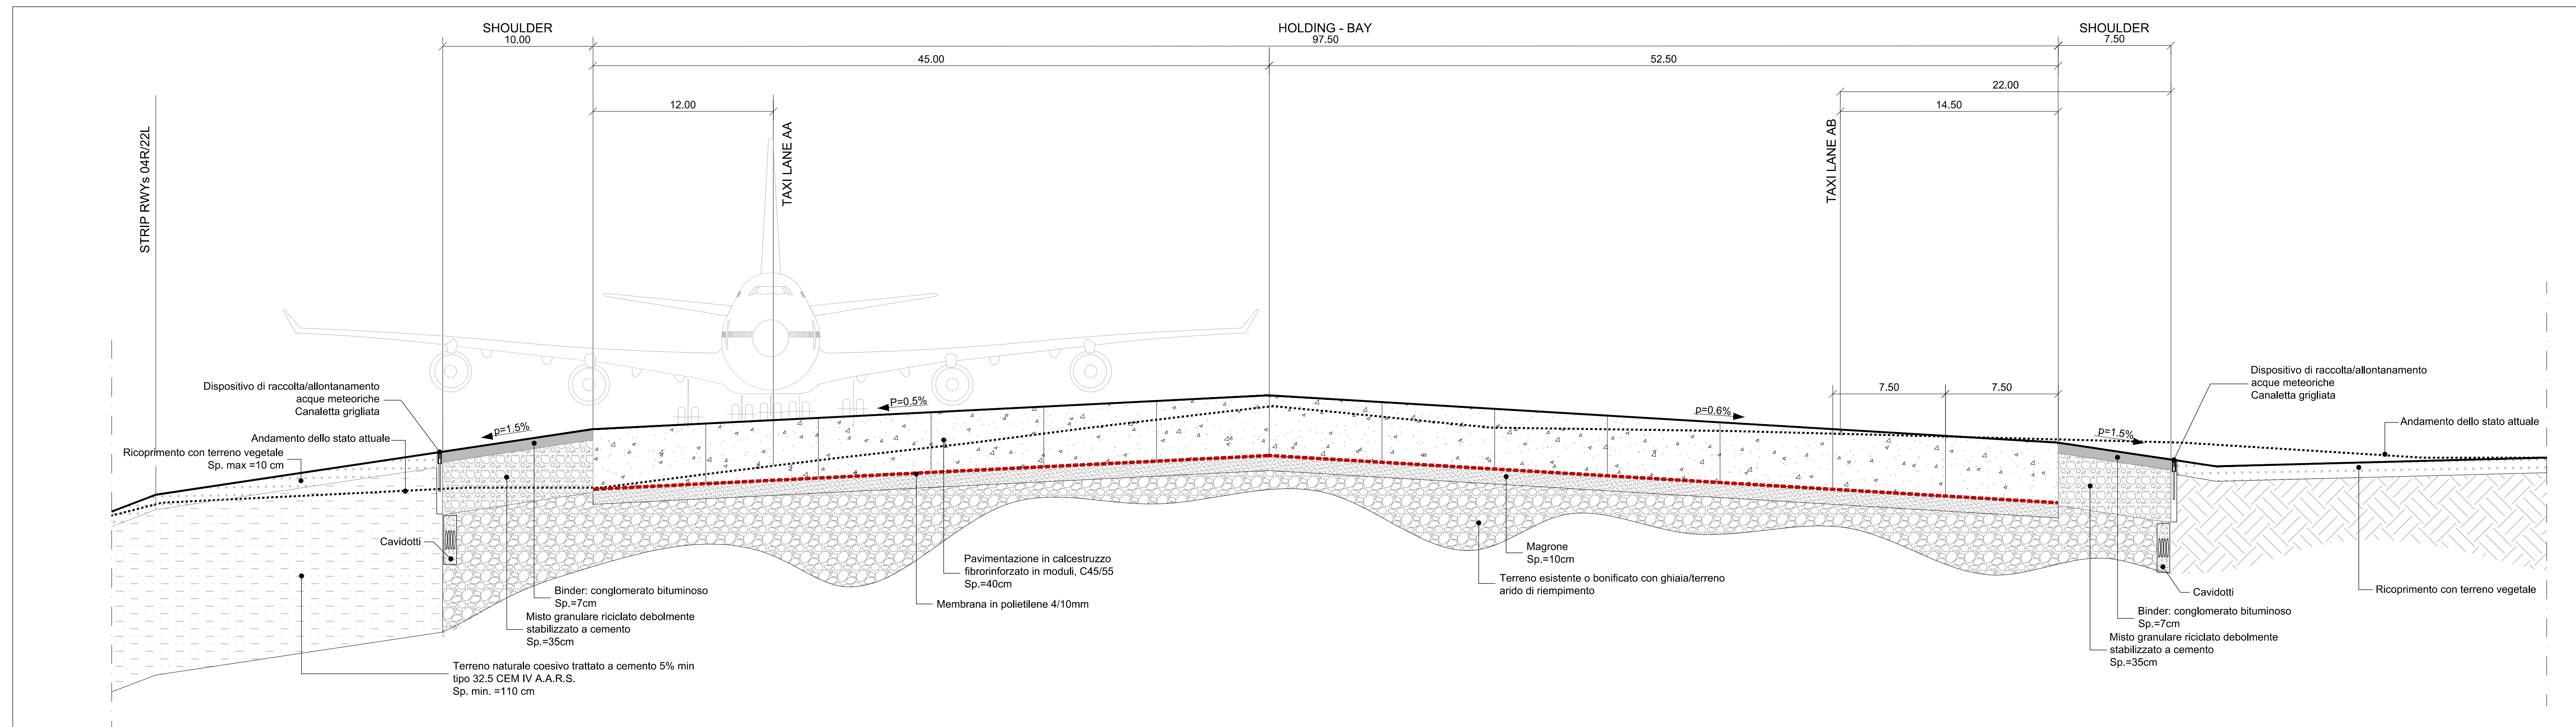 SHOULDER
10.00
HOLDING - BAY
97.50
SHOULDER
7.50
45.00
52.50
22.00
12.00
14.50
STRIP RWYs 04R/22L
TAXI LANE AA
TAXI LANE AB
Dispositivo di raccolta/allontanamento
acque meteoriche
Canaletta grigliata
Andamento dello stato attuale
Ricoprimento con terreno vegetale
Sp. max =10 cm
p=1.5%
P=0.5%
p=0.6%
7.50
7.50
p=1.5%
Dispositivo di raccolta/allontanamento
acque meteoriche
Canaletta grigliata
Andamento dello stato attuale
Cavidotti
Binder: conglomerato bituminoso
Sp.=7cm
Misto granulare riciclato debolmente
stabilizzato a cemento
Sp.=35cm
Terreno naturale coesivo trattato a cemento 5% min
tipo 32.5 CEM IV A.A.R.S.
Sp. min. =110 cm
Pavimentazione in calcestruzzo
fibrorinforzato in moduli, C45/55
Sp.=40cm
Membrana in polietilene 4/10mm
Magrone
Sp.=10cm
Terreno esistente o bonificato con ghiaia/terreno
arido di riempimento
Cavidotti
Ricoprimento con terreno vegetale
Binder: conglomerato bituminoso
Sp.=7cm
Misto granulare riciclato debolmente
stabilizzato a cemento
Sp.=35cm